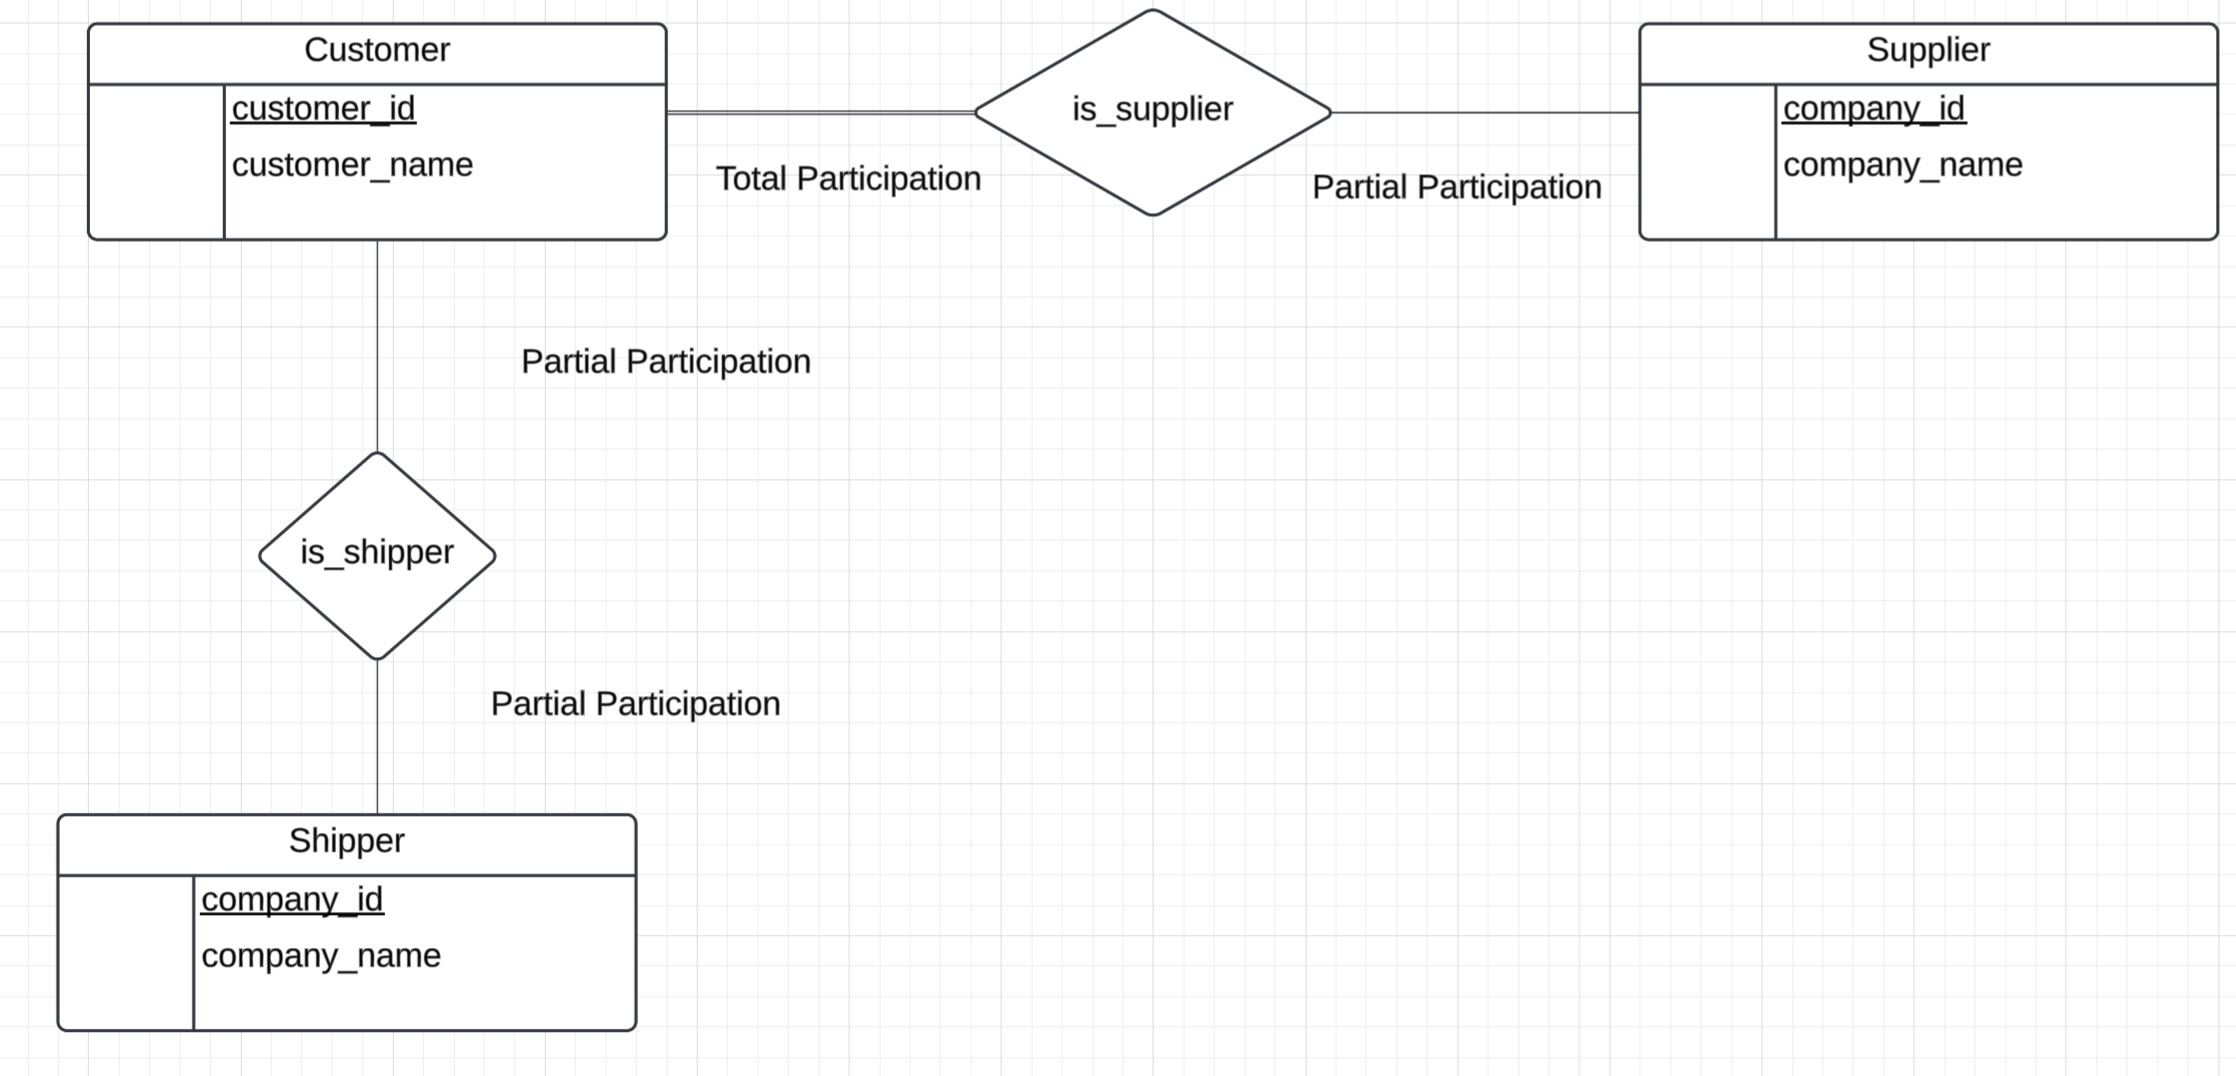 Customer
customer_id
customer_name
is_supplier
Total Participation
Partial Participation
Supplier
company_id
company_name
Partial Participation
is_shipper
Partial Participation
Shipper
company_id
company_name